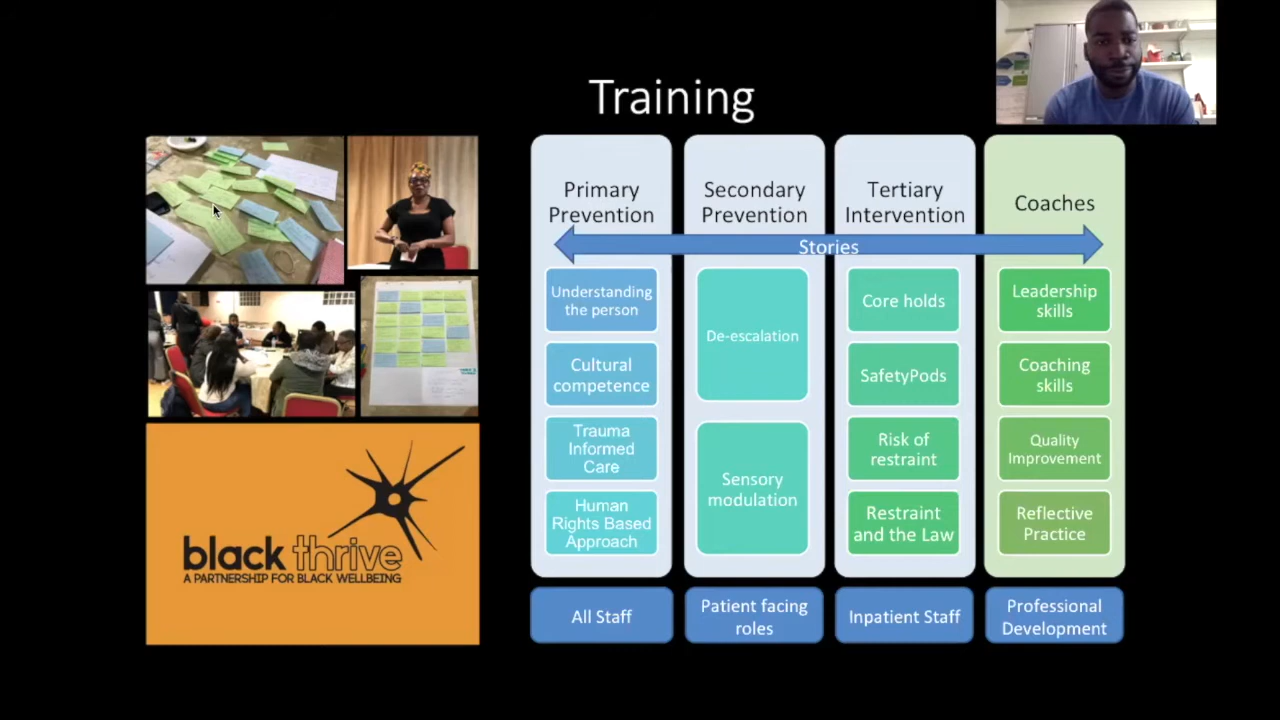 Training
Primary
Prevention
Secondary
Prevention
Tertiary
Intervention
Coaches
Stories
Understanding
the person
Cultural
competence
Trauma
Informed
Care
Human
Rights Based
Approach
De-escalation
Sensory
modulation
Core holds
SafetyPods
Risk of
restraint
Restraint
and the Law
Leadership
skills
Coaching
skills
Quality
Improvement
Reflective
Practice
All Staff
Patient facing
roles
Inpatient Staff
Professional
Development
black thrive
A PARTNERSHIP FOR BLACK WELLBEING